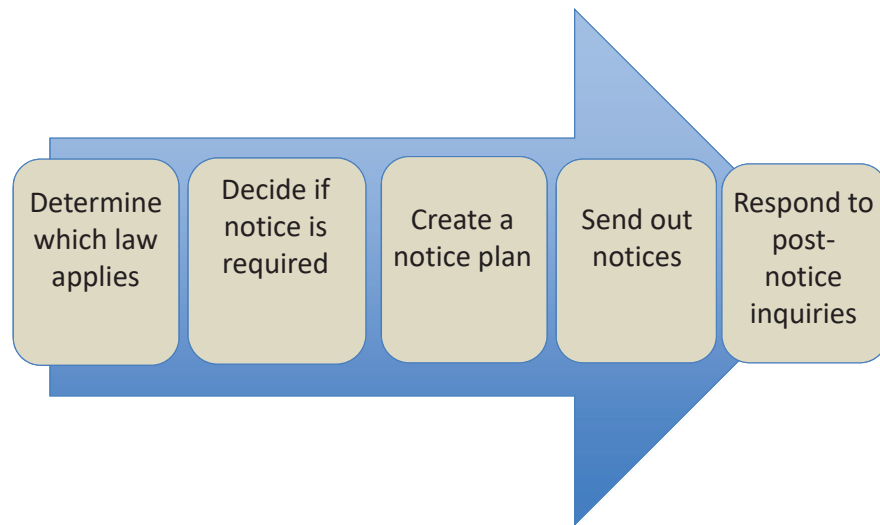 Determine
which law
applies
Decide if
notice is
required
Create a
notice plan
Send out
notices
Respond to
post-
notice
inquiries